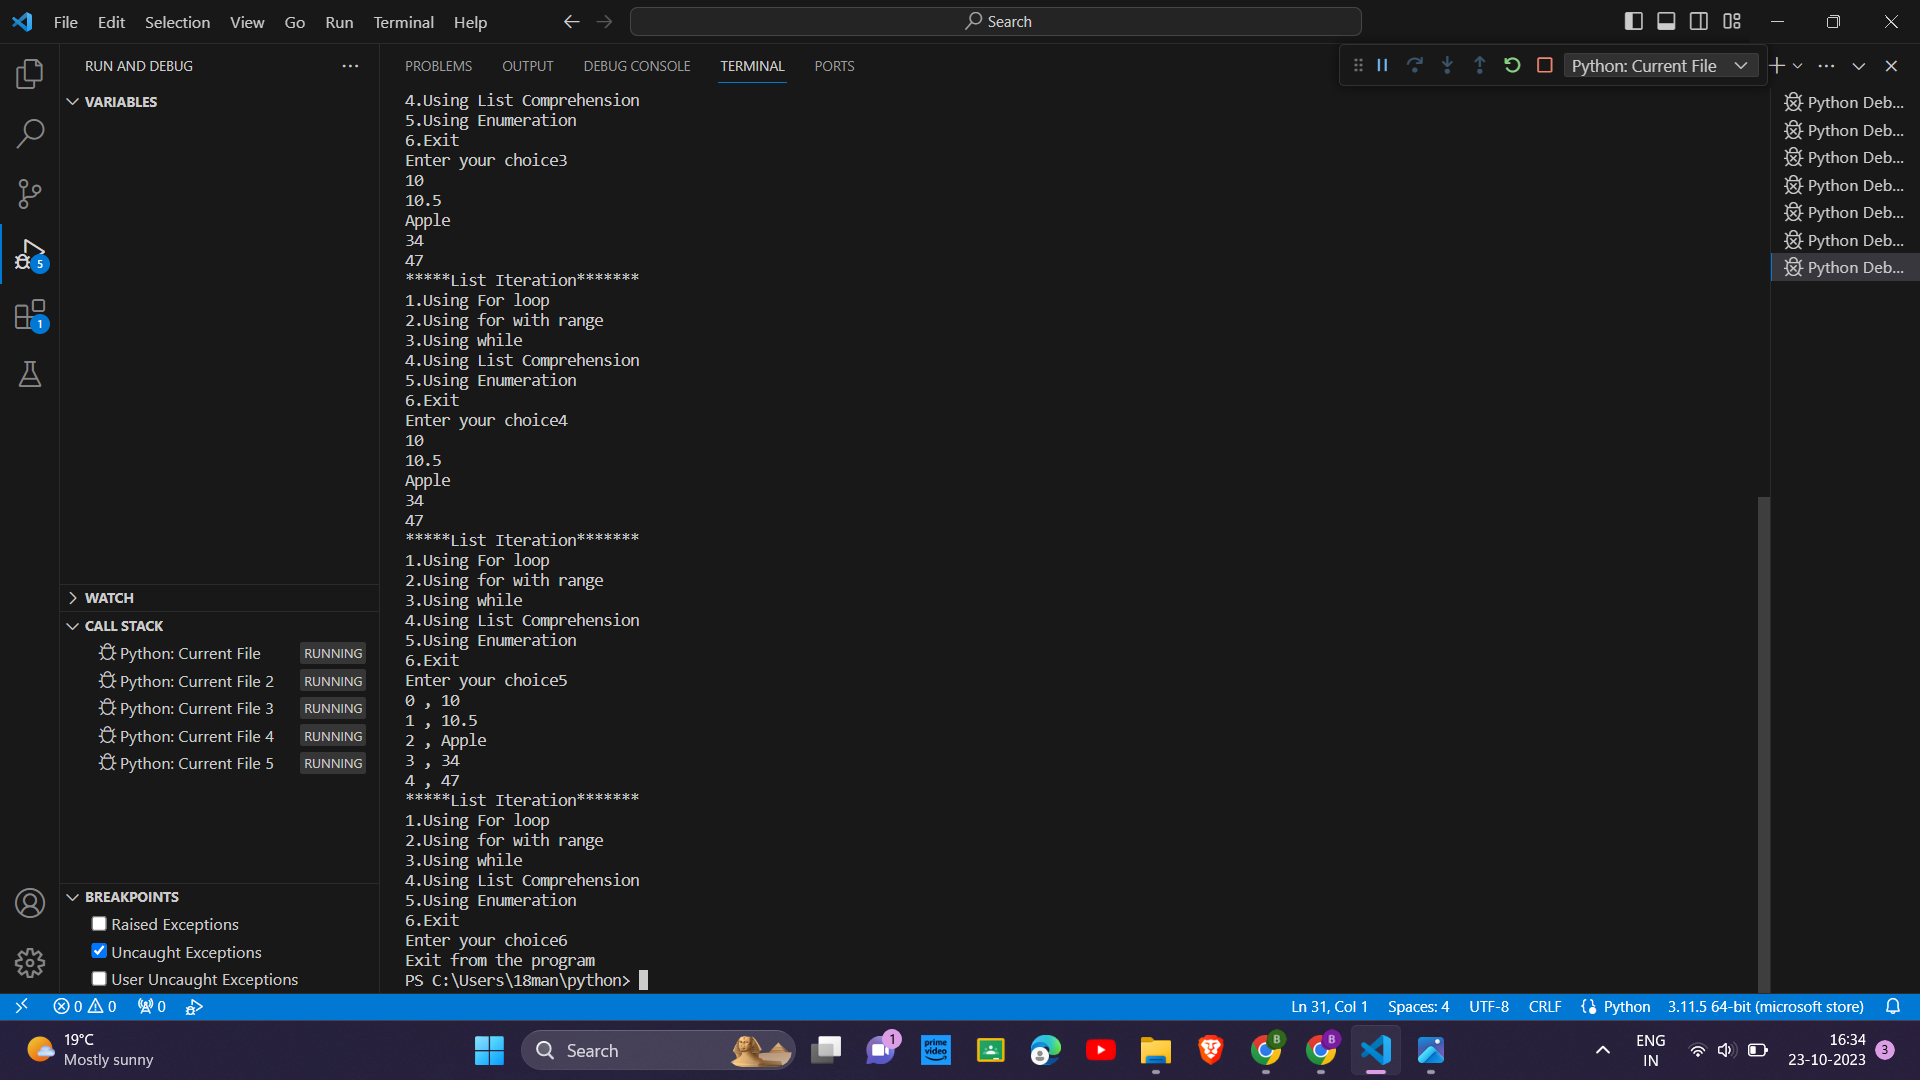 File Edit Selection View Go Run Terminal Help
Search
RUN AND DEBUG
VARIABLES
WATCH
CALL STACK
Python: Current File RUNNING
Python: Current File 2 RUNNING
Python: Current File 3 RUNNING
Python: Current File 4 RUNNING
Python: Current File 5 RUNNING
BREAKPOINTS
Raised Exceptions
Uncaught Exceptions
User Uncaught Exceptions
5
1
PROBLEMS OUTPUT DEBUG CONSOLE TERMINAL PORTS
Python: Current File
4.Using List Comprehension
5.Using Enumeration
6.Exit
Enter your choice3
10
10.5
Apple
34
47
*****List Iteration*******
1.Using For loop
2.Using for with range
3.Using while
4.Using List Comprehension
5.Using Enumeration
6.Exit
Enter your choice4
10
10.5
Apple
34
47
*****List Iteration*******
1.Using For loop
2.Using for with range
3.Using while
4.Using List Comprehension
5.Using Enumeration
6.Exit
Enter your choice5
0 , 10
1 , 10.5
2 , Apple
3 , 34
4 , 47
*****List Iteration*******
1.Using For loop
2.Using for with range
3.Using while
4.Using List Comprehension
5.Using Enumeration
6.Exit
Enter your choice6
Exit from the program
PS C:\Users\18man\python>
Python Deb...
Python Deb...
Python Deb...
Python Deb...
Python Deb...
Python Deb...
Python Deb...
0 0 0 Ln 31, Col 1 Spaces: 4 UTF-8 CRLF Python 3.11.5 64-bit (microsoft store)
19°C
Mostly sunny
Search
1
prime video
B
B
ENG
IN
16:34
23-10-2023
3